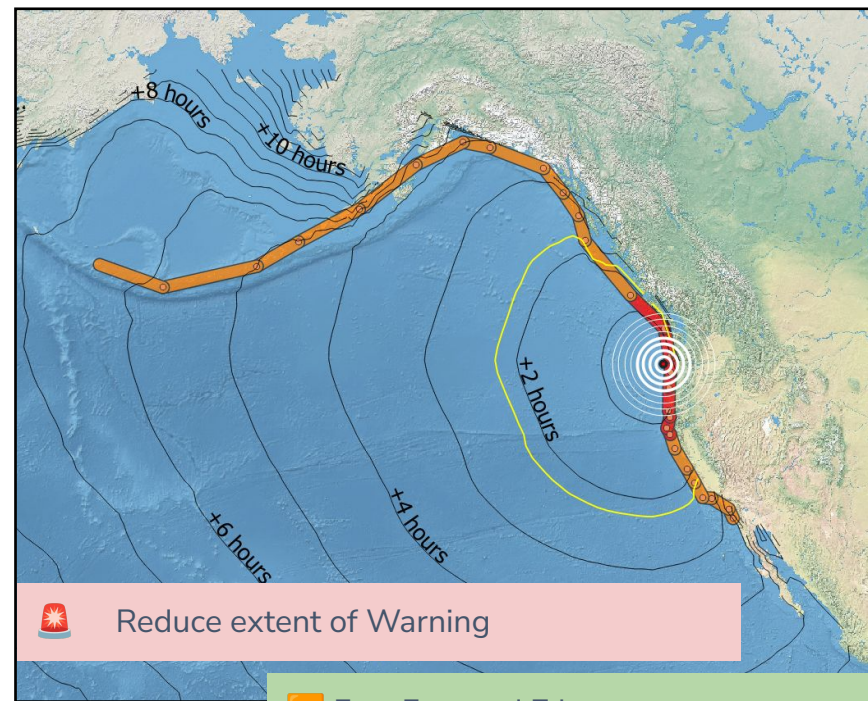 +8 hours
+10 hours
+2 hours
+4 hours
+6 hours
Reduce extent of Warning